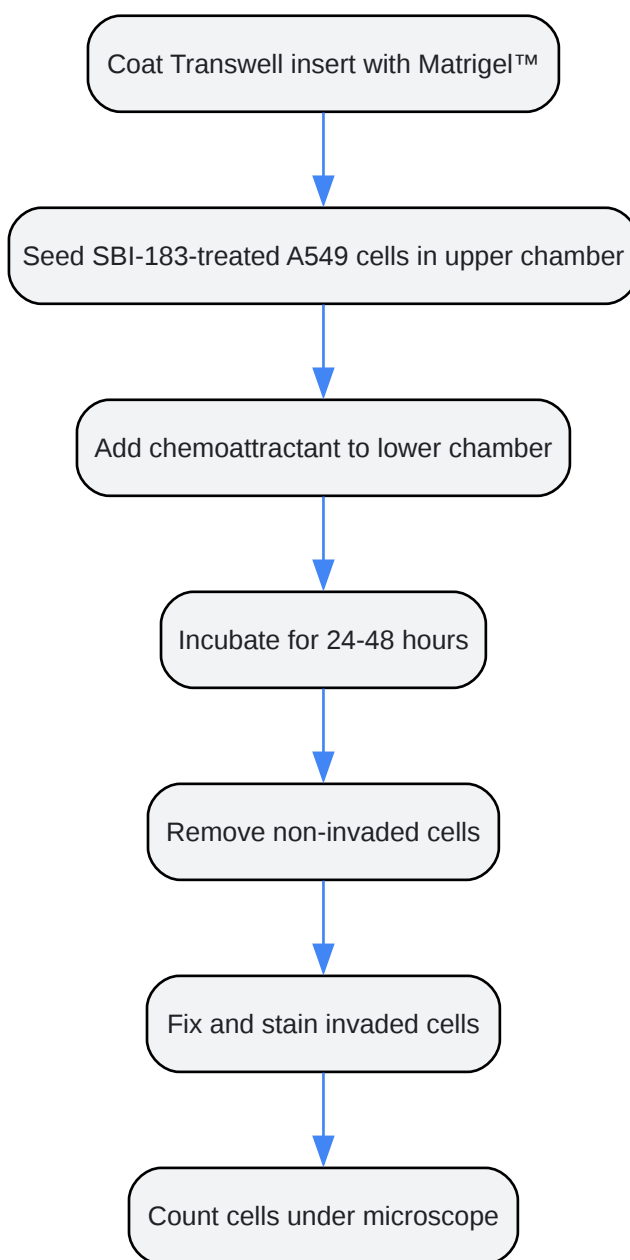 Coat Transwell insert with Matrigel™
Seed SBI-183-treated A549 cells in upper chamber
Add chemoattractant to lower chamber
Incubate for 24-48 hours
Remove non-invaded cells
Fix and stain invaded cells
Count cells under microscope